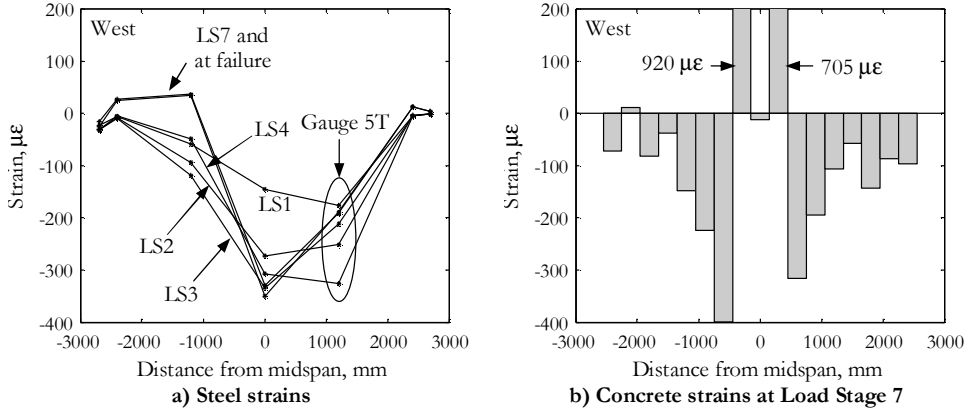 West
LS7 and
at failure
LS4
Gauge 5T
LS1
LS2
LS3
200
100
0
-100
-200
-300
-400
-3000 -2000 -1000 0 1000 2000 3000
Strain, με
Distance from midspan, mm
a) Steel strains
West
920 με
705 με
200
100
0
-100
-200
-300
-400
-3000 -2000 -1000 0 1000 2000 3000
Strain, με
Distance from midspan, mm
b) Concrete strains at Load Stage 7